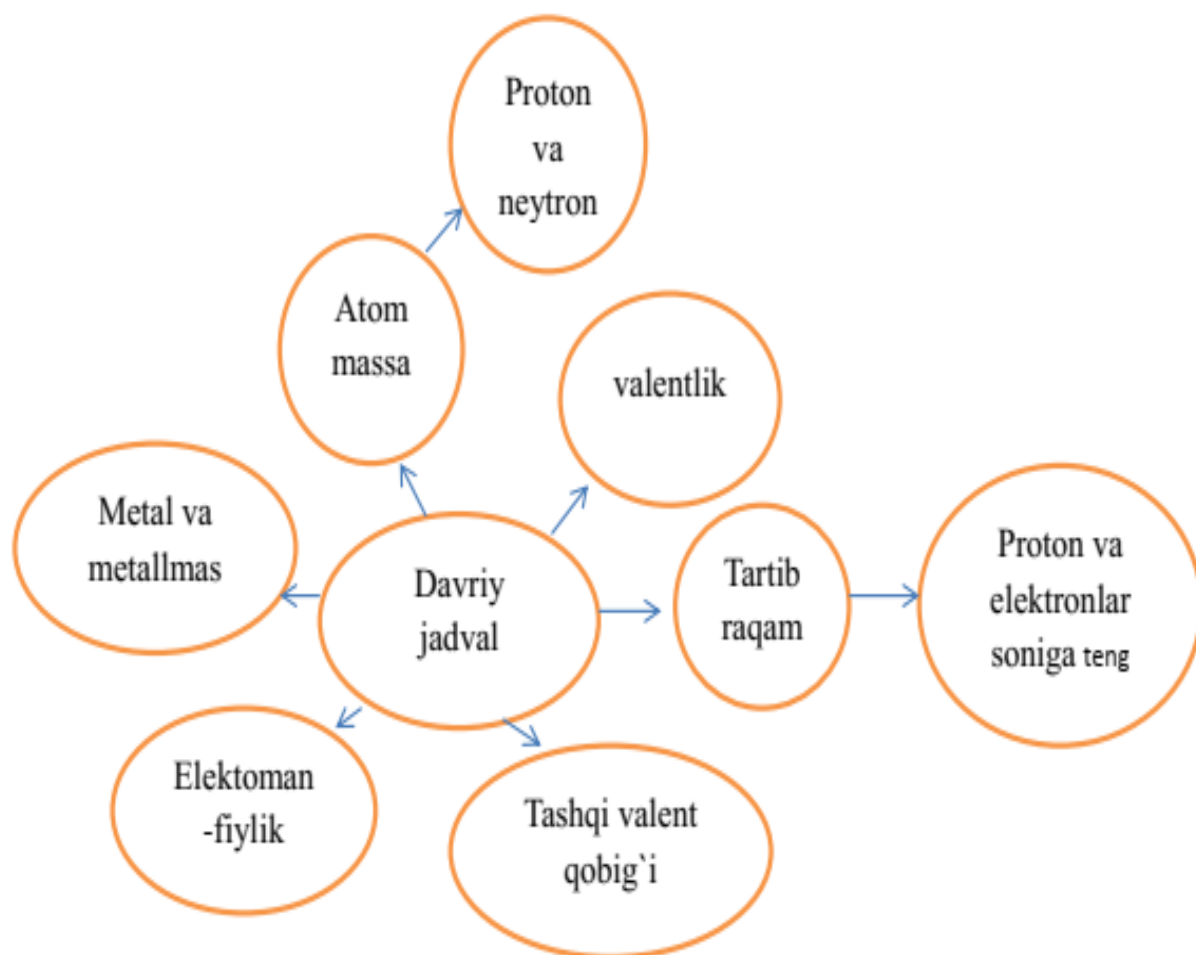 Proton
va
neytron
Atom
massa
valentlik
Metal va
metallmas
Davriy
jadval
Tartib
raqam
Proton va
elektronlar
soniga teng
Elektoman
-fiylik
Tashqi valent
qobig`i